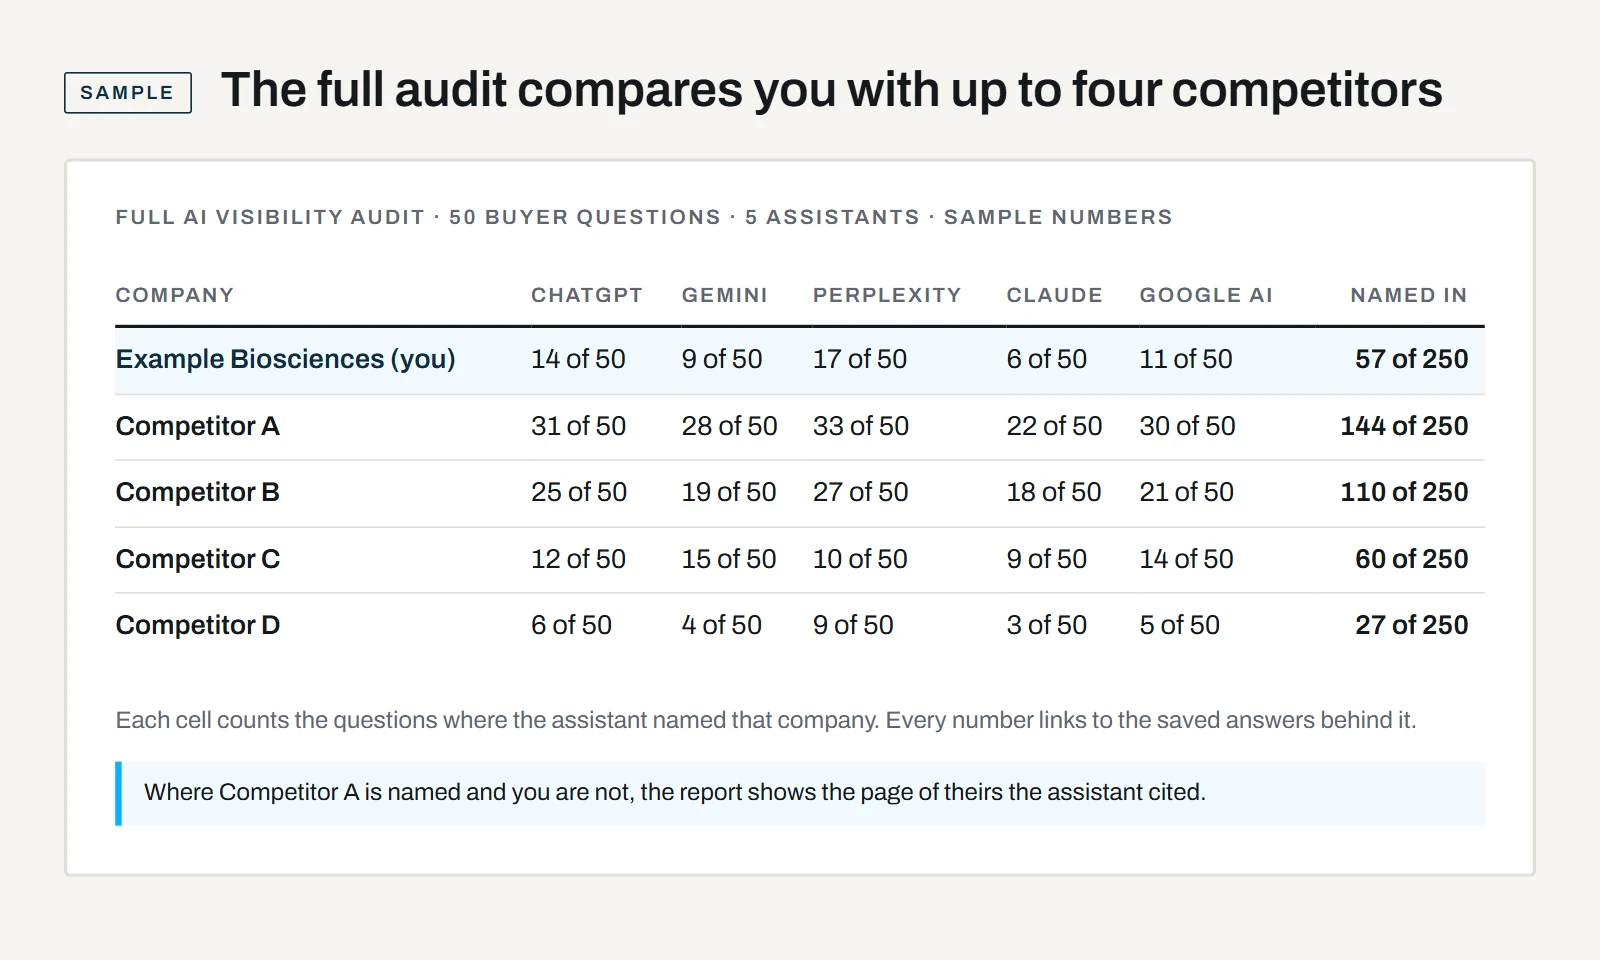 SAMPLE The full audit compares you with up to four competitors
FULL AI VISIBILITY AUDIT · 50 BUYER QUESTIONS · 5 ASSISTANTS · SAMPLE NUMBERS
COMPANY CHATGPT GEMINI PERPLEXITY CLAUDE GOOGLE AI NAMED IN
Example Biosciences (you) 14 of 50 9 of 50 17 of 50 6 of 50 11 of 50 57 of 250
Competitor A 31 of 50 28 of 50 33 of 50 22 of 50 30 of 50 144 of 250
Competitor B 25 of 50 19 of 50 27 of 50 18 of 50 21 of 50 110 of 250
Competitor C 12 of 50 15 of 50 10 of 50 9 of 50 14 of 50 60 of 250
Competitor D 6 of 50 4 of 50 9 of 50 3 of 50 5 of 50 27 of 250
Each cell counts the questions where the assistant named that company. Every number links to the saved answers behind it.
Where Competitor A is named and you are not, the report shows the page of theirs the assistant cited.